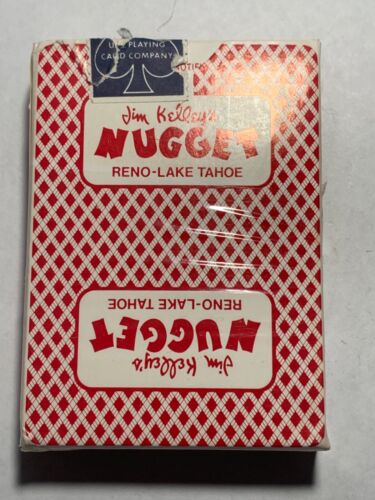 U.S. PLAYING
CARD COMPANY
Jim Kelley's
NUGGET
RENO-LAKE TAHOE
RENO-LAKE TAHOE
NUGGET
Jim Kelley's